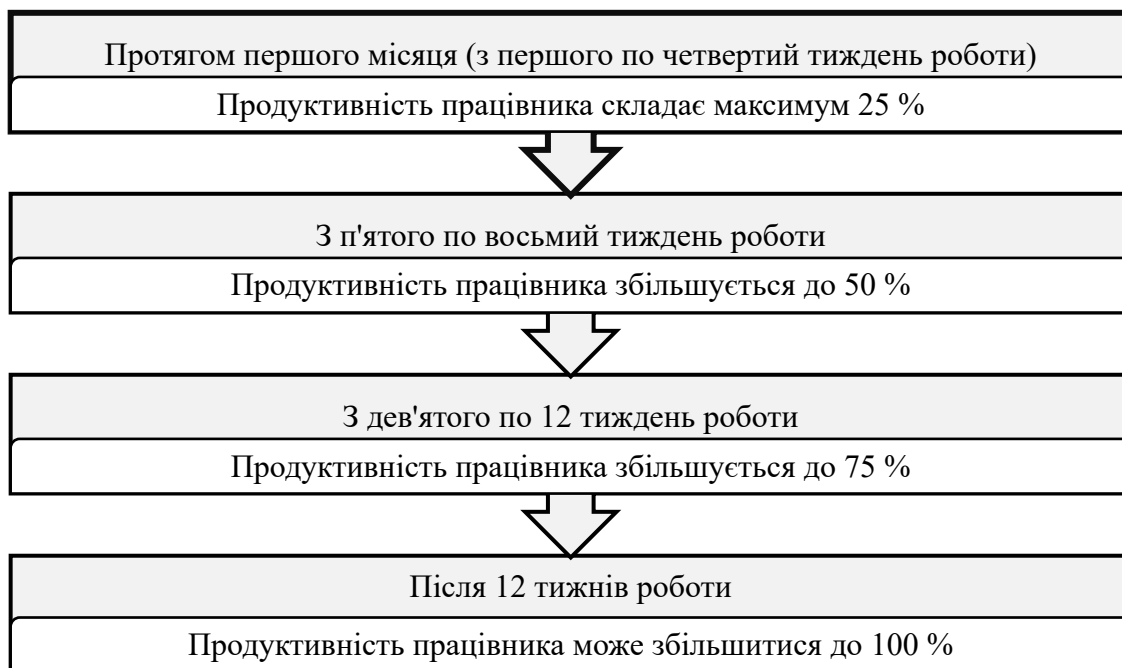 Протягом першого місяця (з першого по четвертий тиждень роботи)
Продуктивність працівника складає максимум 25 %
З п'ятого по восьмий тиждень роботи
Продуктивність працівника збільшується до 50 %
З дев'ятого по 12 тиждень роботи
Продуктивність працівника збільшується до 75 %
Після 12 тижнів роботи
Продуктивність працівника може збільшитися до 100 %